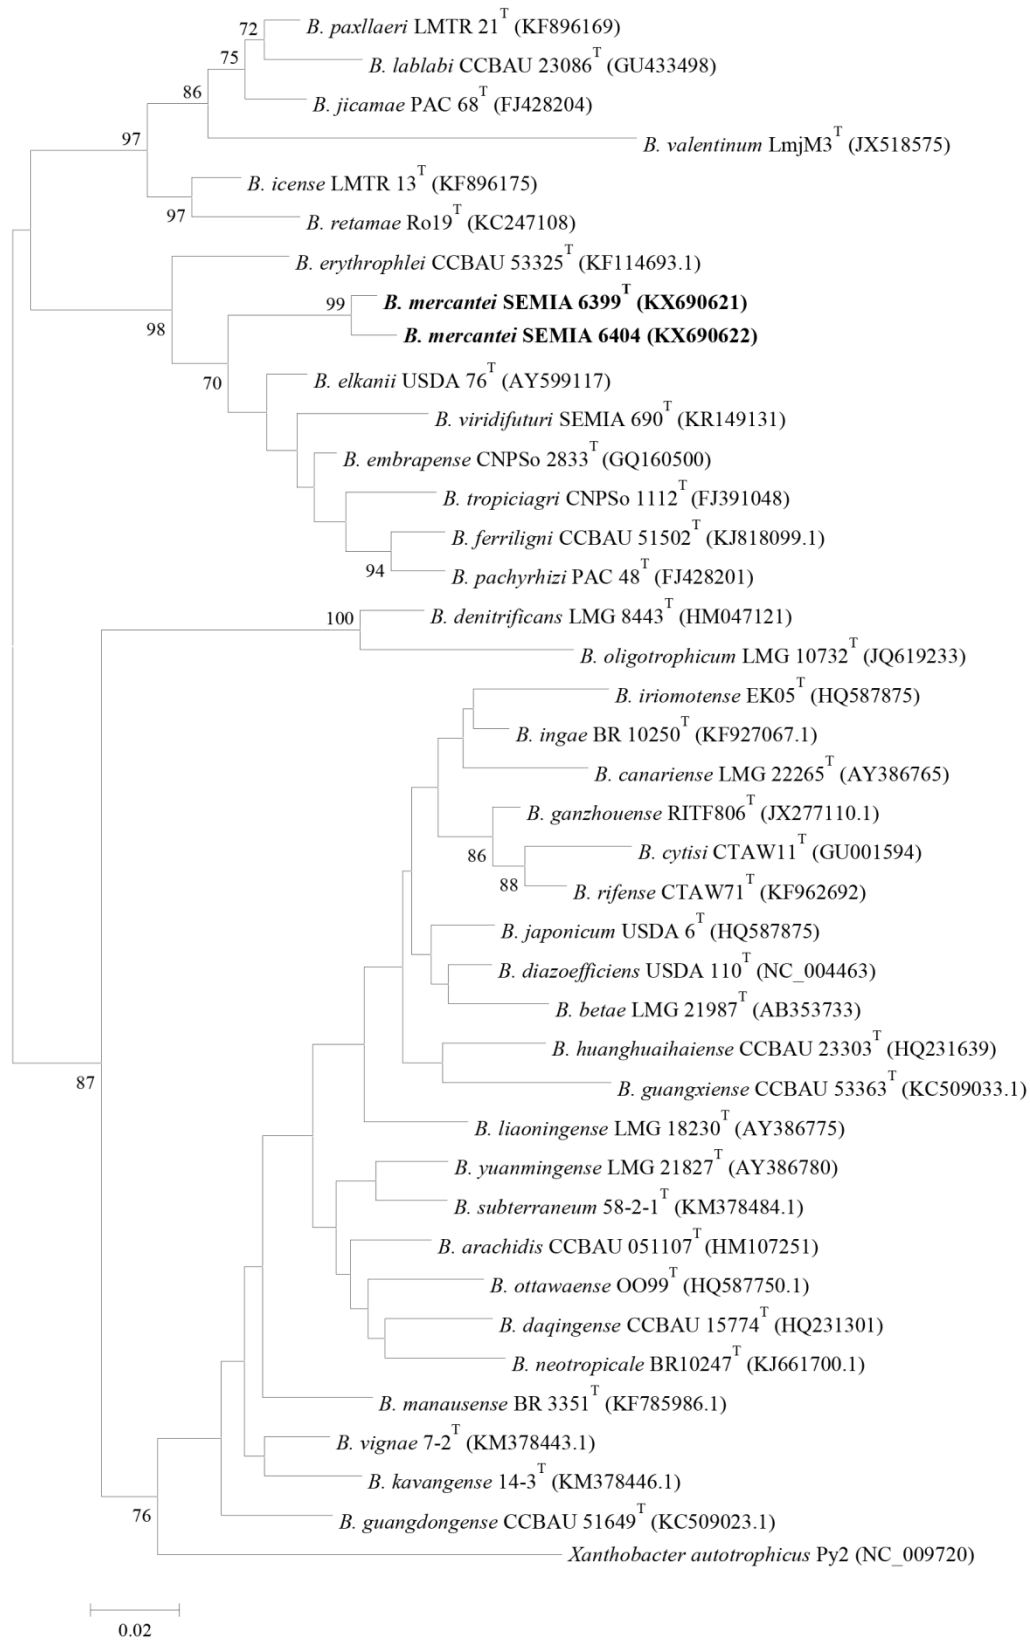 72
B. paxllaeri LMTR 21T (KF896169)
75
B. lablabi CCBAU 23086T (GU433498)
86
B. jicamae PAC 68T (FJ428204)
97
B. valentinum LmjM3T (JX518575)
B. icense LMTR 13T (KF896175)
97
B. retamae Ro19T (KC247108)
B. erythrophlei CCBAU 53325T (KF114693.1)
99
B. mercantei SEMIA 6399T (KX690621)
98
B. mercantei SEMIA 6404 (KX690622)
70
B. elkanii USDA 76T (AY599117)
B. viridifuturi SEMIA 690T (KR149131)
B. embrapense CNPSo 2833T (GQ160500)
B. tropiciagri CNPSo 1112T (FJ391048)
B. ferriligni CCBAU 51502T (KJ818099.1)
94
B. pachyrhizi PAC 48T (FJ428201)
100
B. denitrificans LMG 8443T (HM047121)
B. oligotrophicum LMG 10732T (JQ619233)
B. iriomotense EK05T (HQ587875)
B. ingae BR 10250T (KF927067.1)
B. canariense LMG 22265T (AY386765)
B. ganzhouense RITF806T (JX277110.1)
86
B. cytisi CTAW11T (GU001594)
88
B. rifense CTAW71T (KF962692)
B. japonicum USDA 6T (HQ587875)
B. diazoefficiens USDA 110T (NC_004463)
B. betae LMG 21987T (AB353733)
B. huanghuaihaiense CCBAU 23303T (HQ231639)
87
B. guangxiense CCBAU 53363T (KC509033.1)
B. liaoningense LMG 18230T (AY386775)
B. yuanmingense LMG 21827T (AY386780)
B. subterraneum 58-2-1T (KM378484.1)
B. arachidis CCBAU 051107T (HM107251)
B. ottawaense OO99T (HQ587750.1)
B. daqingense CCBAU 15774T (HQ231301)
B. neotropicale BR10247T (KJ661700.1)
B. manausense BR 3351T (KF785986.1)
B. vignae 7-2T (KM378443.1)
B. kavangense 14-3T (KM378446.1)
76
B. guangdongense CCBAU 51649T (KC509023.1)
Xanthobacter autotrophicus Py2 (NC_009720)
0.02